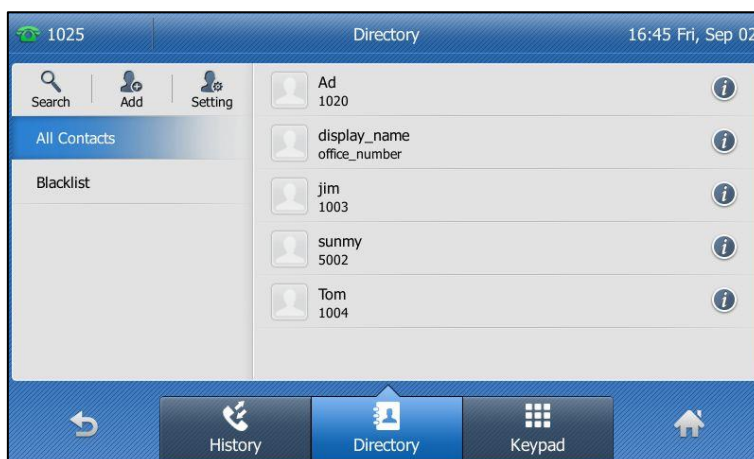 1025 Directory 16:45 Fri, Sep 02
Search Add Setting
All Contacts
Blacklist
Ad
1020
display_name
office_number
jim
1003
sunmy
5002
Tom
1004
History Directory Keypad